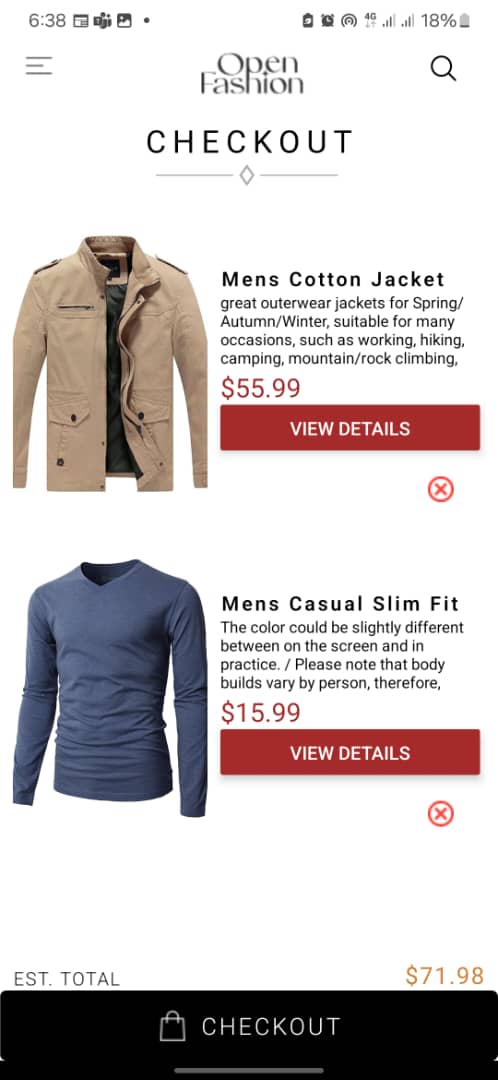 6:38 4G 18%
Open
Fashion
CHECKOUT
Mens Cotton Jacket
great outerwear jackets for Spring/
Autumn/Winter, suitable for many
occasions, such as working, hiking,
camping, mountain/rock climbing,
$55.99
VIEW DETAILS
Mens Casual Slim Fit
The color could be slightly different
between on the screen and in
practice. / Please note that body
builds vary by person, therefore,
$15.99
VIEW DETAILS
EST. TOTAL $71.98
CHECKOUT